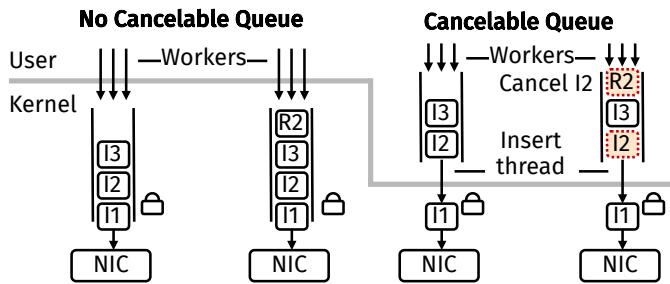 No Cancelable Queue
Cancelable Queue
User
Workers
Workers
Kernel
Cancel I2
R2
R2
I3
I3
I3
I3
I2
I2
I2
I2
Insert
thread
I1
I1
I1
I1
NIC
NIC
NIC
NIC